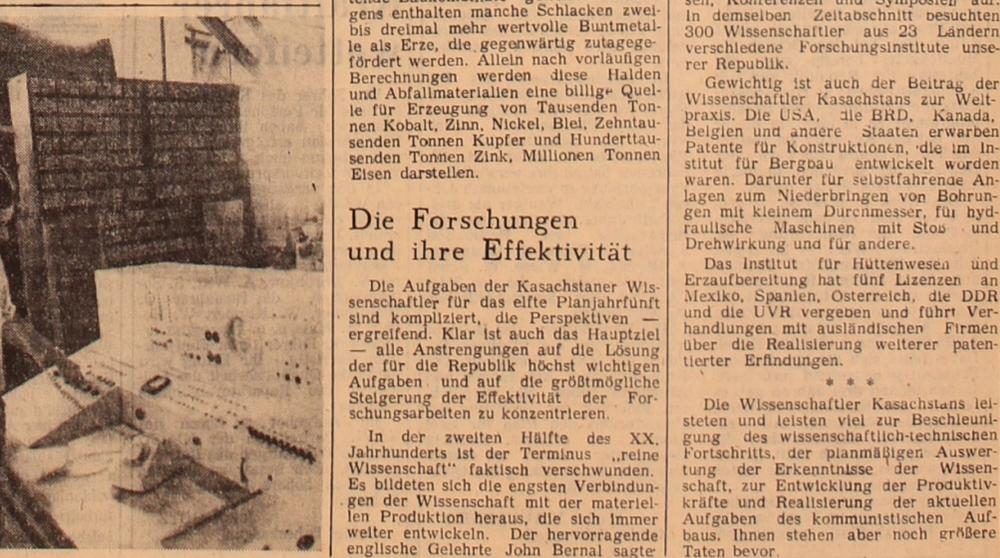 gens enthalten manche Schlacken zwei-
bis dreimal mehr wertvolle Buntmetal-
le als Erze, die gegenwärtig zutagege-
fördert werden. Allein nach vorläufigen
Berechnungen werden diese Halden
und Abfallmaterialien eine billige Quel-
le für Erzeugung von Tausenden Ton-
nen Kobalt, Zinn, Nickel, Blei, Zehntau-
senden Tonnen Kupfer und Hunderttau-
senden Tonnen Zink, Millionen Tonnen
Eisen darstellen.
Die Forschungen
und ihre Effektivität
Die Aufgaben der Kasachstaner Wis-
senschaftler für das elfte Planjahrfünft
sind kompliziert, die Perspektiven —
ergreifend. Klar ist auch das Hauptziel
— alle Anstrengungen auf die Lösung
der für die Republik höchst wichtigen
Aufgaben und auf die größtmögliche
Steigerung der Effektivität der For-
schungsarbeiten zu konzentrieren.
In der zweiten Hälfte des XX.
Jahrhunderts ist der Terminus „reine
Wissenschaft" faktisch verschwunden.
Es bildeten sich die engsten Verbindun-
gen der Wissenschaft mit der materiel-
len Produktion heraus, die sich immer
weiter entwickeln. Der hervorragende
englische Gelehrte John Bernal sagte
sen, Konferenzen und Symposien aus.
In demselben Zeitabschnitt besuchten
300 Wissenschaftler aus 23 Ländern
verschiedene Forschungsinstitute unse-
rer Republik.
Gewichtig ist auch der Beitrag der
Wissenschaftler Kasachstans zur Welt-
praxis. Die USA, die BRD, Kanada,
Belgien und andere Staaten erwarben
Patente für Konstruktionen, die im In-
stitut für Bergbau entwickelt worden
waren. Darunter für selbstfahrende An-
lagen zum Niederbringen von Bohrun-
gen mit kleinem Durchmesser, für hyd-
raulische Maschinen mit Stoß und
Drehwirkung und für andere.
Das Institut für Hüttenwesen und
Erzaufbereitung hat fünf Lizenzen an
Mexiko, Spanien, Österreich, die DDR
und die UVR vergeben und führt Ver-
handlungen mit ausländischen Firmen
über die Realisierung weiterer paten-
tierter Erfindungen.
* * *
Die Wissenschaftler Kasachstans lei-
steten und leisten viel zur Beschleuni-
gung des wissenschaftlich-technischen
Fortschritts, der planmäßigen Auswer-
tung der Erkenntnisse der Wissen-
schaft, zur Entwicklung der Produktiv-
kräfte und Realisierung der aktuellen
Aufgaben des kommunistischen Auf-
baus. Ihnen stehen aber noch größere
Taten bevor.